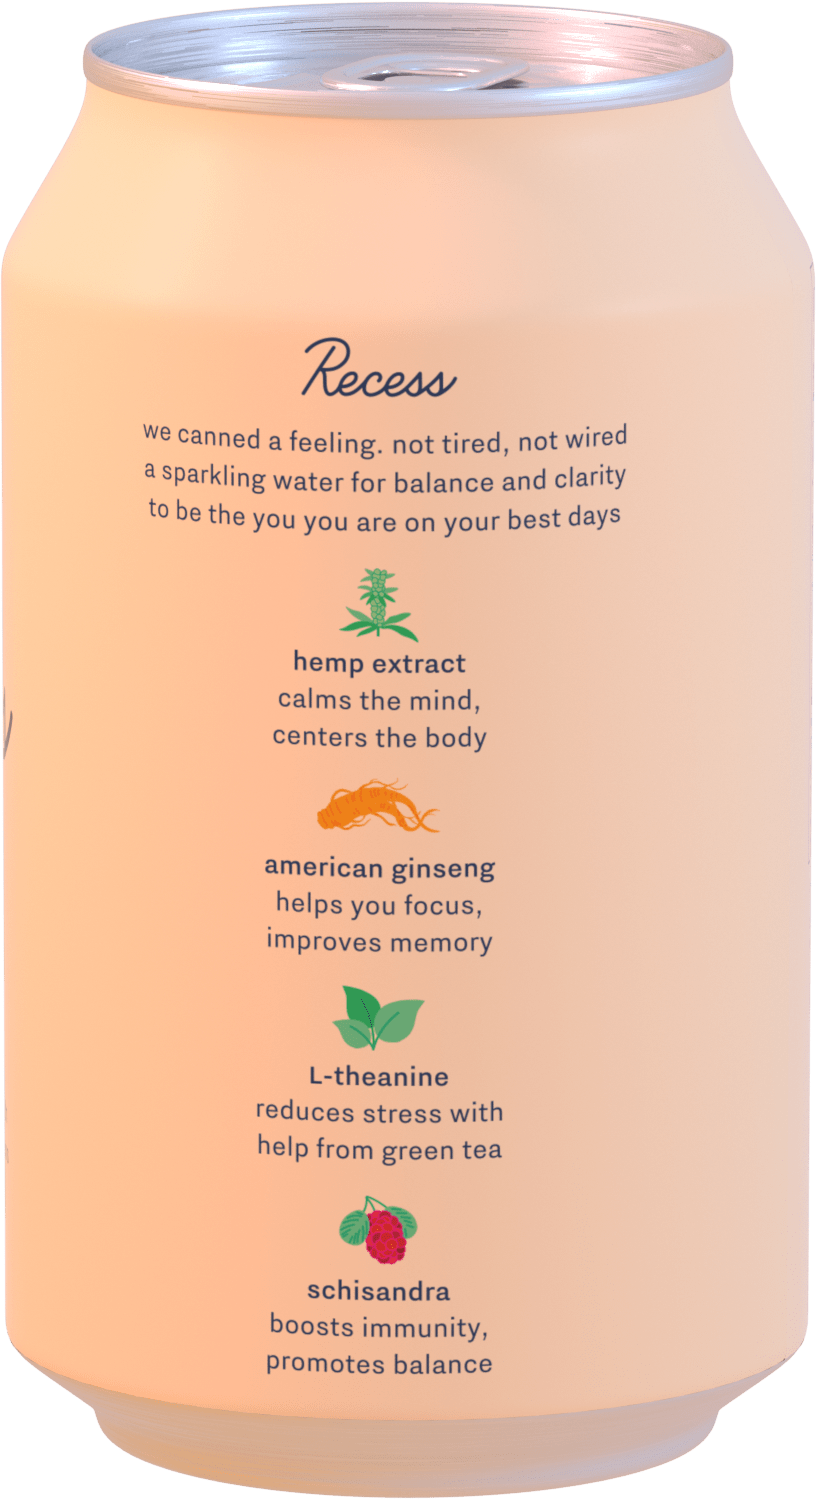 Recess
we canned a feeling. not tired, not wired
a sparkling water for balance and clarity
to be the you you are on your best days
hemp extract
calms the mind,
centers the body
american ginseng
helps you focus,
improves memory
L-theanine
reduces stress with
help from green tea
schisandra
boosts immunity,
promotes balance